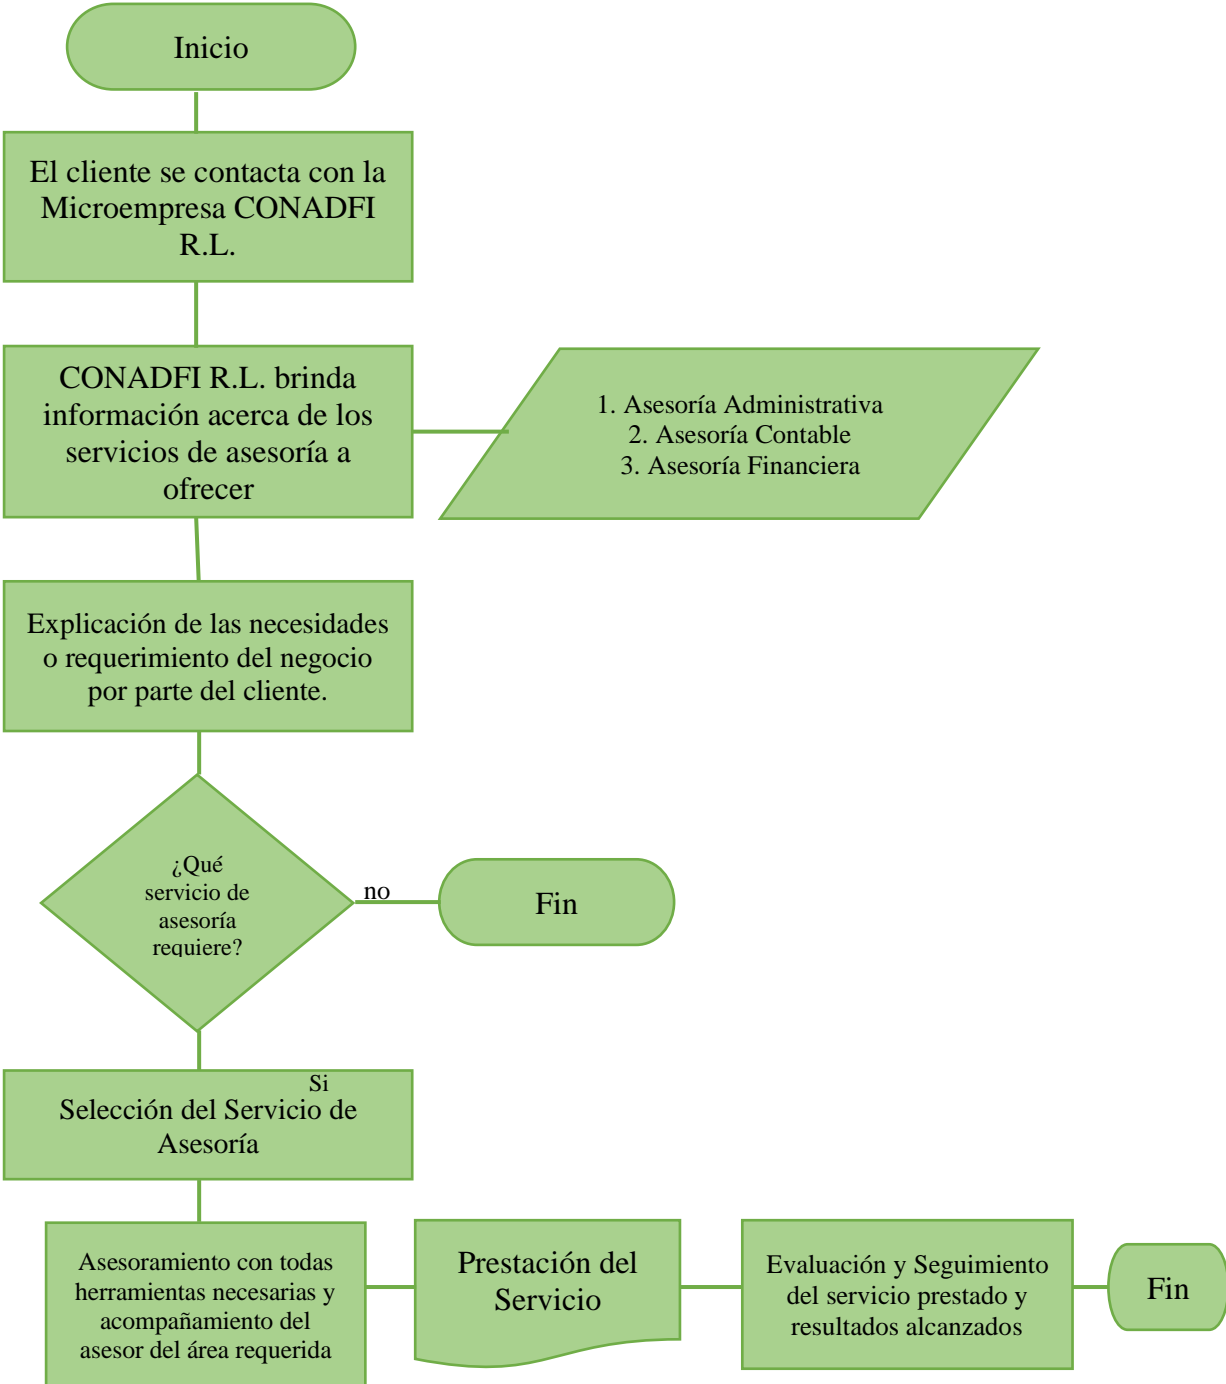 Inicio
El cliente se contacta con la
Microempresa CONADFI
R.L.
CONADFI R.L. brinda
información acerca de los
servicios de asesoría a
ofrecer
1. Asesoría Administrativa
2. Asesoría Contable
3. Asesoría Financiera
Explicación de las necesidades
o requerimiento del negocio
por parte del cliente.
¿Qué
servicio de
asesoría
requiere?
no
Fin
Si
Selección del Servicio de
Asesoría
Asesoramiento con todas
herramientas necesarias y
acompañamiento del
asesor del área requerida
Prestación del
Servicio
Evaluación y Seguimiento
del servicio prestado y
resultados alcanzados
Fin